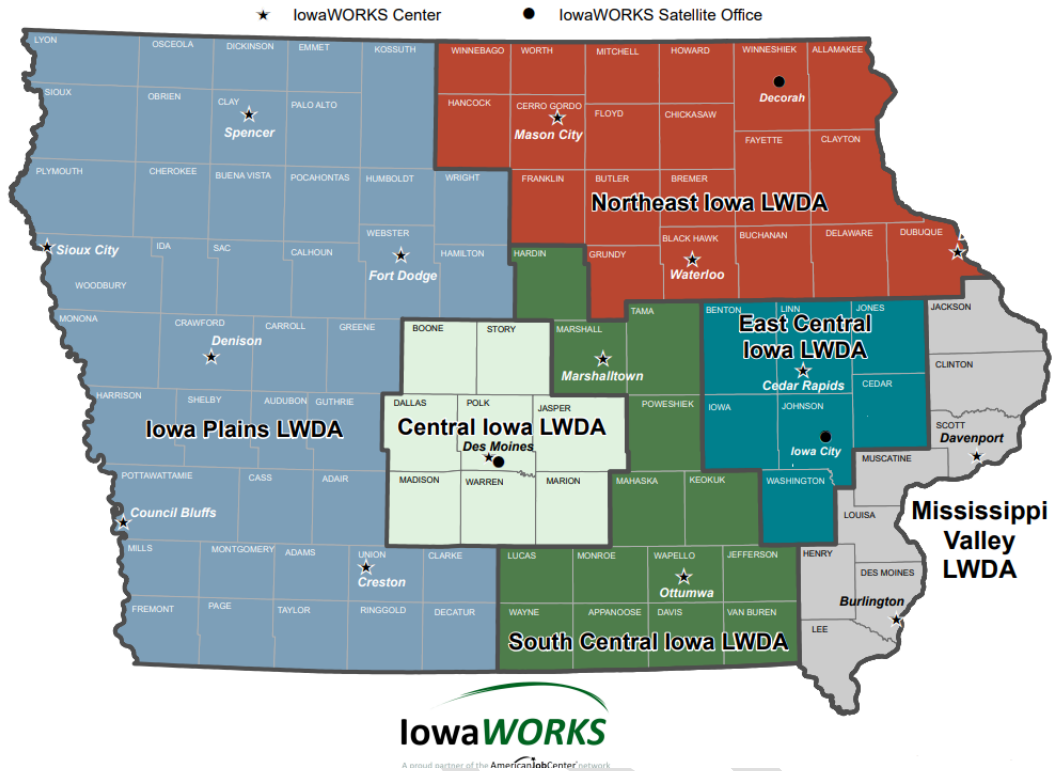 IowaWORKS Center
IowaWORKS Satellite Office
LYON
OSCEOLA
DICKINSON
EMMET
KOSSUTH
WINNEBAGO
WORTH
MITCHELL
HOWARD
WINNESHIEK
ALLAMAKEE
SIOUX
OBRIEN
CLAY
PALO ALTO
HANCOCK
CERRO GORDO
FLOYD
CHICKASAW
Decorah
Spencer
Mason City
FAYETTE
CLAYTON
PLYMOUTH
CHEROKEE
BUENA VISTA
POCAHONTAS
HUMBOLDT
WRIGHT
FRANKLIN
BUTLER
BREMER
Northeast Iowa LWDA
Sioux City
IDA
SAC
CALHOUN
WEBSTER
HAMILTON
HARDIN
GRUNDY
BLACK HAWK
BUCHANAN
DELAWARE
DUBUQUE
Fort Dodge
Waterloo
WOODBURY
MONONA
CRAWFORD
CARROLL
GREENE
BOONE
STORY
MARSHALL
TAMA
BENTON
LINN
JONES
JACKSON
Denison
Marshalltown
East Central
Iowa LWDA
Cedar Rapids
CLINTON
CEDAR
HARRISON
SHELBY
AUDUBON
GUTHRIE
DALLAS
POLK
JASPER
POWESHIEK
IOWA
JOHNSON
SCOTT
Iowa Plains LWDA
Central Iowa LWDA
Des Moines
Iowa City
Davenport
MUSCATINE
POTTAWATTAMIE
CASS
ADAIR
MADISON
WARREN
MARION
MAHASKA
KEOKUK
WASHINGTON
Council Bluffs
LOUISA
Mississippi
Valley
LWDA
MILLS
MONTGOMERY
ADAMS
UNION
CLARKE
LUCAS
MONROE
WAPELLO
JEFFERSON
HENRY
DES MOINES
Creston
Ottumwa
Burlington
FREMONT
PAGE
TAYLOR
RINGGOLD
DECATUR
WAYNE
APPANOOSE
DAVIS
VAN BUREN
LEE
South Central Iowa LWDA
IowaWORKS
A proud partner of the AmericanJobCenter network